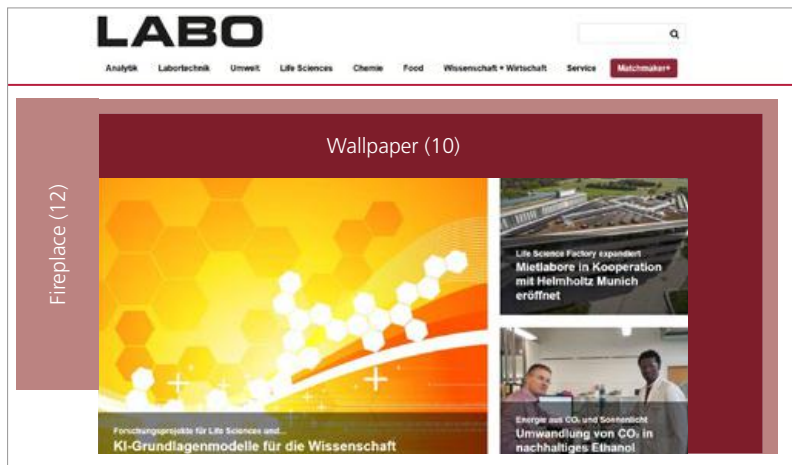 LABO
Analytik Labortechnik Umwelt Life Sciences Chemie Food Wissenschaft + Wirtschaft Service Matchmaker+
Wallpaper (10)
Fireplace (12)
Life Science Factory expandiert
Mietlabore in Kooperation
mit Helmholtz Munich
eröffnet
Forschungsprojekte für Life Sciences und...
KI-Grundlagenmodelle für die Wissenschaft
Energie aus CO₂ und Sonnenlicht
Umwandlung von CO₂ in
nachhaltiges Ethanol